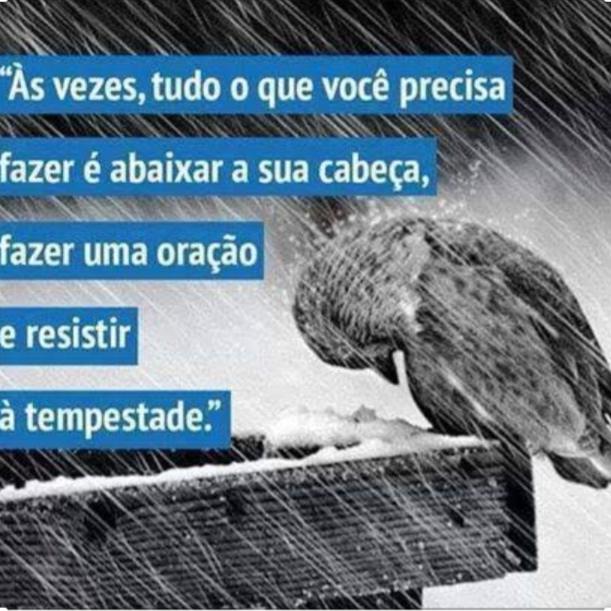 “Às vezes, tudo o que você precisa
fazer é abaixar a sua cabeça,
fazer uma oração
e resistir
à tempestade.”